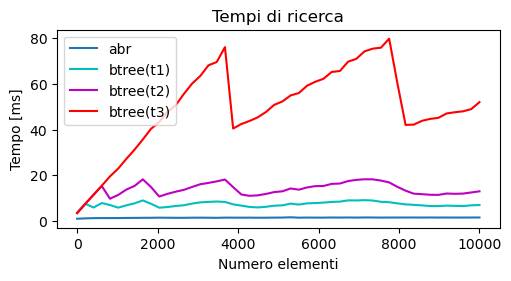 Tempi di ricerca
Tempo [ms]
80
60
40
20
0
abr
btree(t1)
btree(t2)
btree(t3)
0 2000 4000 6000 8000 10000
Numero elementi